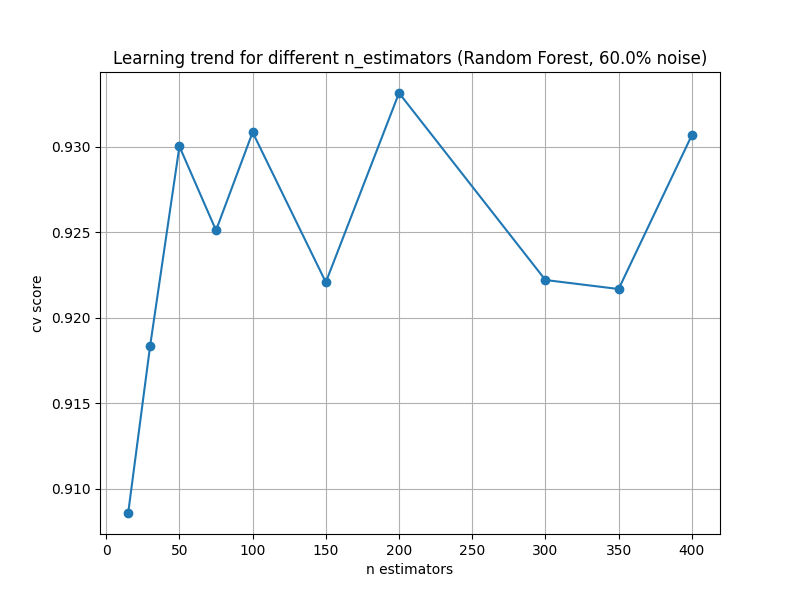 Learning trend for different n_estimators (Random Forest, 60.0% noise)
0.930
0.925
0.920
0.915
0.910
cv score
0 50 100 150 200 250 300 350 400
n estimators